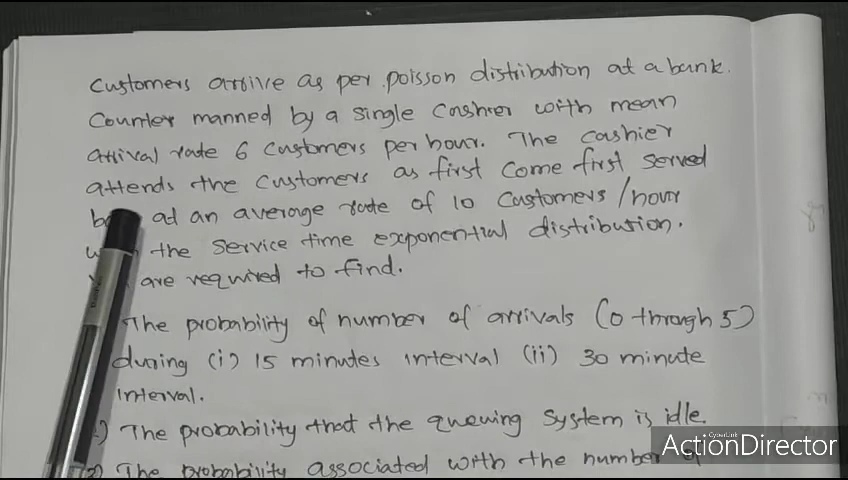 Customers arrive as per poisson distribution at a bank.
Counter manned by a single Cashier with mean
arrival rate 6 customers per hour. The cashier
attends the customers as first come first served
at an average rate of 10 customers/hour
the service time exponential distribution.
are required to find.
The probability of number of arrivals (0 through 5)
during (i) 15 minutes interval (ii) 30 minute
interval.
) The probability that the queuing system is idle.
2) The probability associated with the number of
CyberLink
ActionDirector